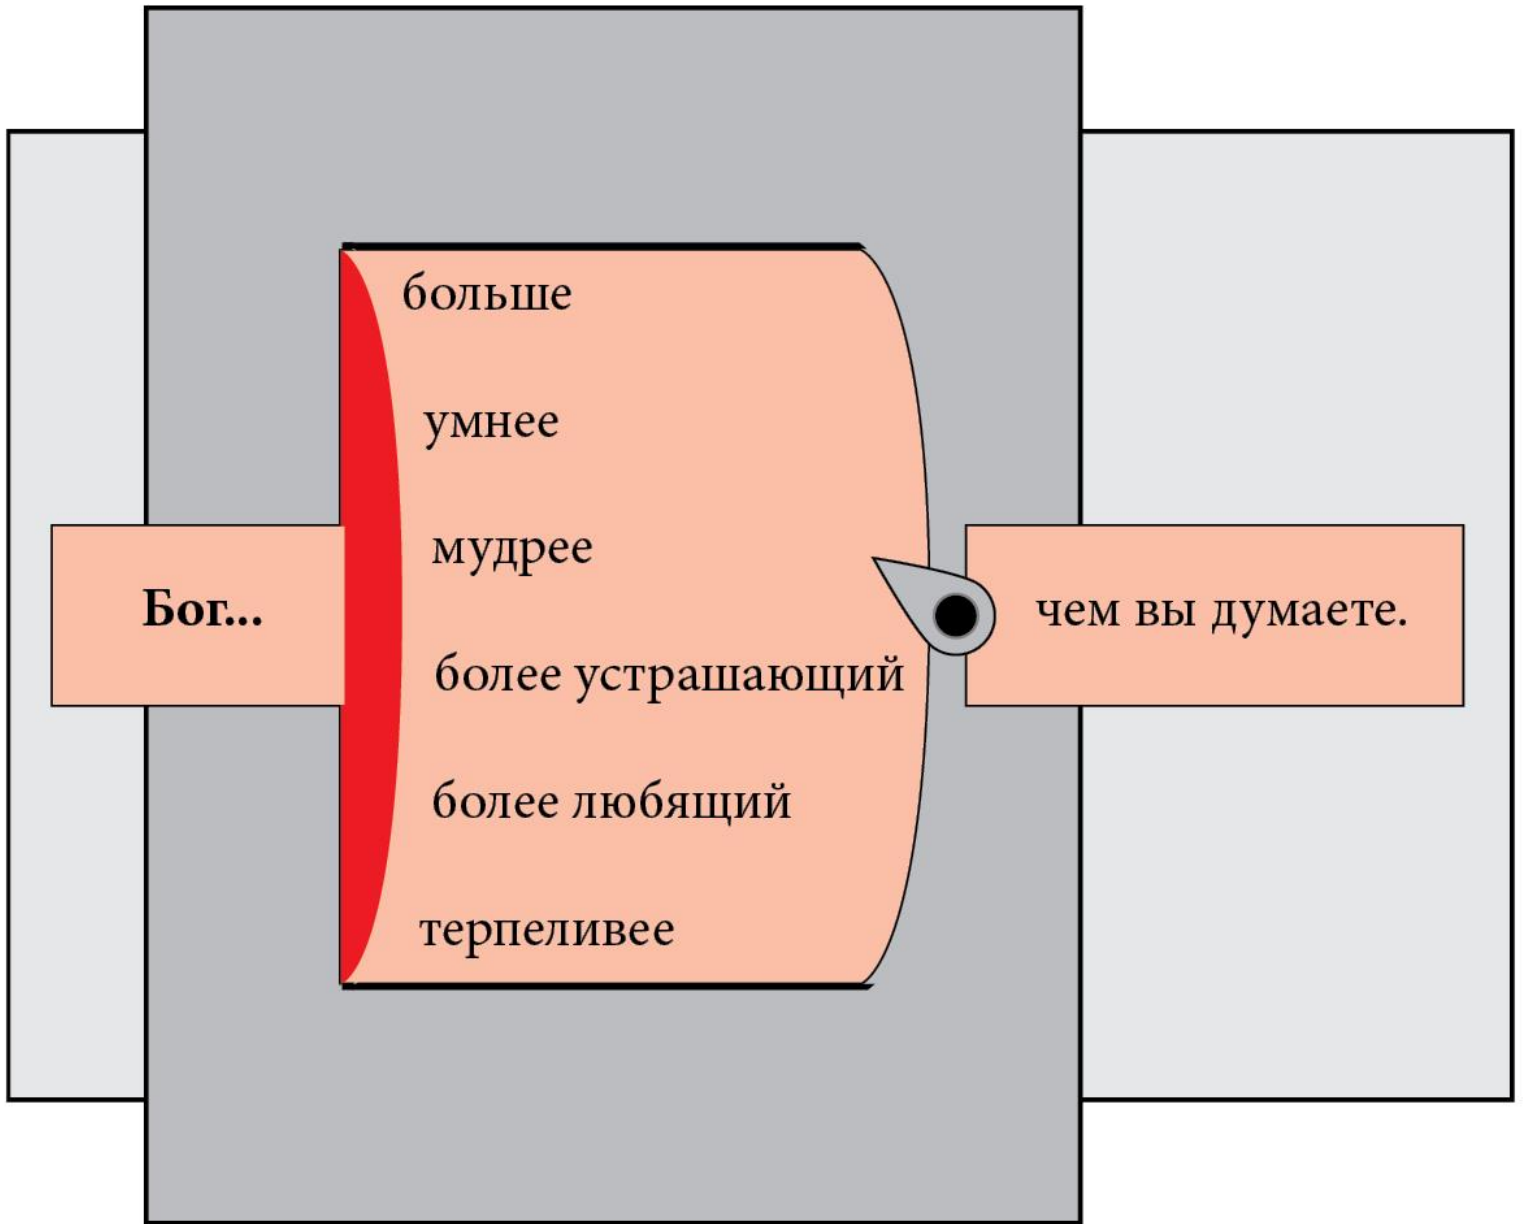 больше
умнее
мудрее
Бог...
чем вы думаете.
более устрашающий
более любящий
терпеливее